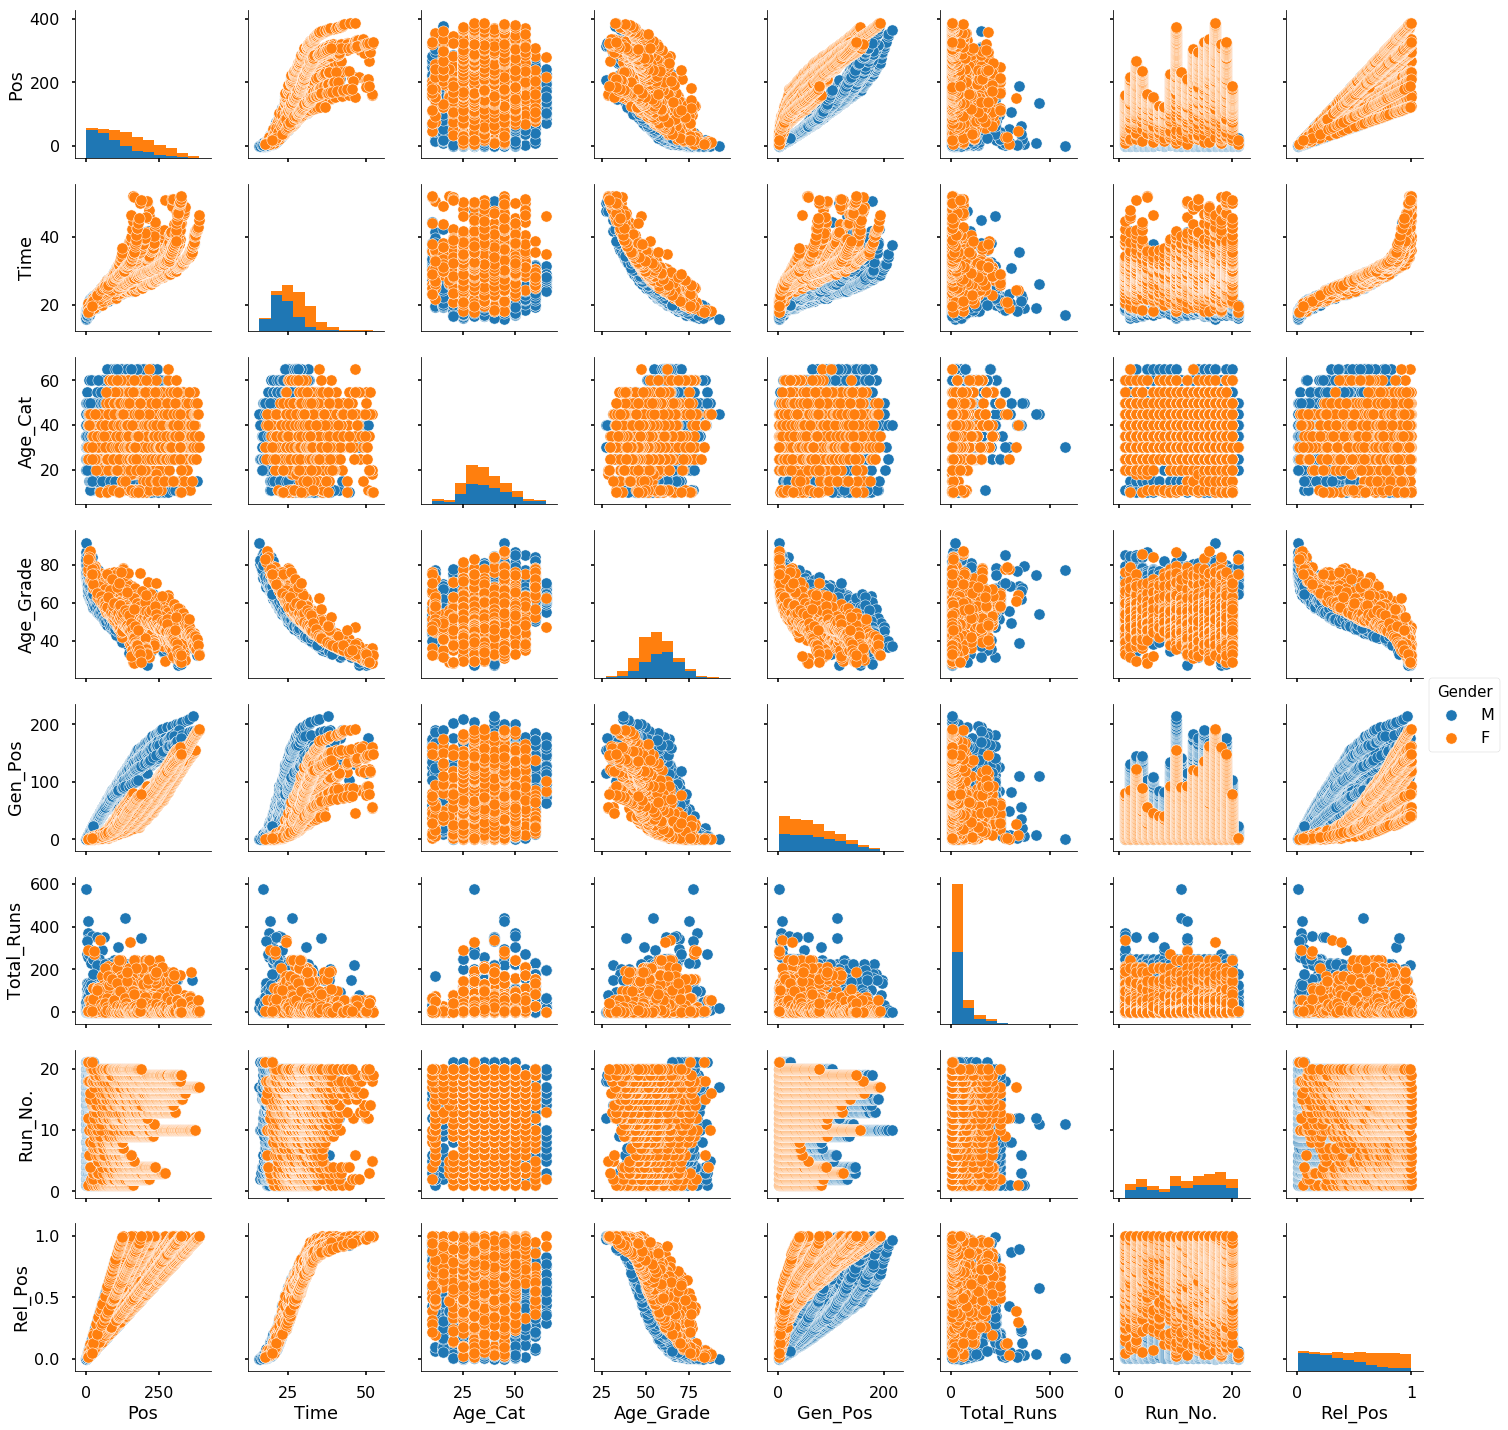 400
200
0
Pos
40
20
Time
60
40
20
Age_Cat
80
60
40
Age_Grade
200
100
0
Gen_Pos
600
400
200
0
Total_Runs
20
10
0
Run_No.
1.0
0.5
0.0
Rel_Pos
0 250
25 50
25 50
25 50 75
0 200
0 500
0 20
0 1
Pos Time Age_Cat Age_Grade Gen_Pos Total_Runs Run_No. Rel_Pos
Gender
M
F